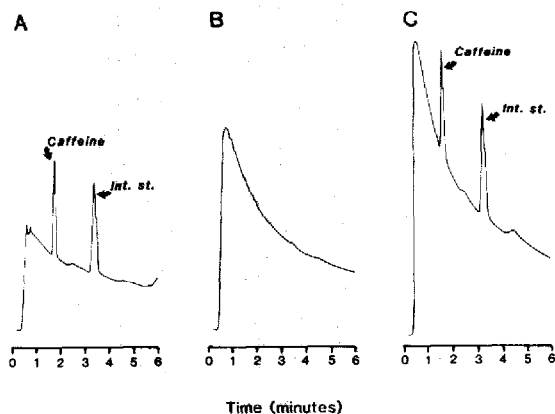 A
B
C
Caffeine
Int. st.
Caffeine
Int. st.
0 1 2 3 4 5 6
0 1 2 3 4 5 6
0 1 2 3 4 5 6
Time (minutes)